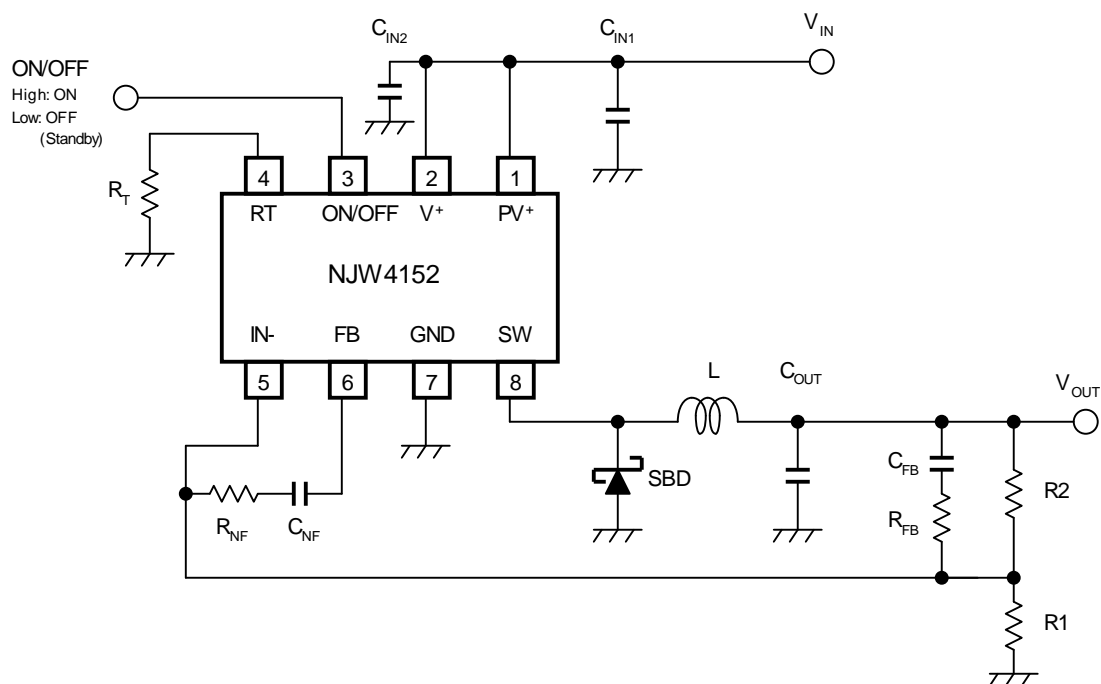 C_IN2
C_IN1
V_IN
ON/OFF
High: ON
Low: OFF
(Standby)
R_T
4
3
2
1
RT
ON/OFF
V⁺
PV⁺
NJW4152
IN-
FB
GND
SW
5
6
7
8
L
C_OUT
V_OUT
SBD
C_FB
R2
R_FB
R_NF
C_NF
R1